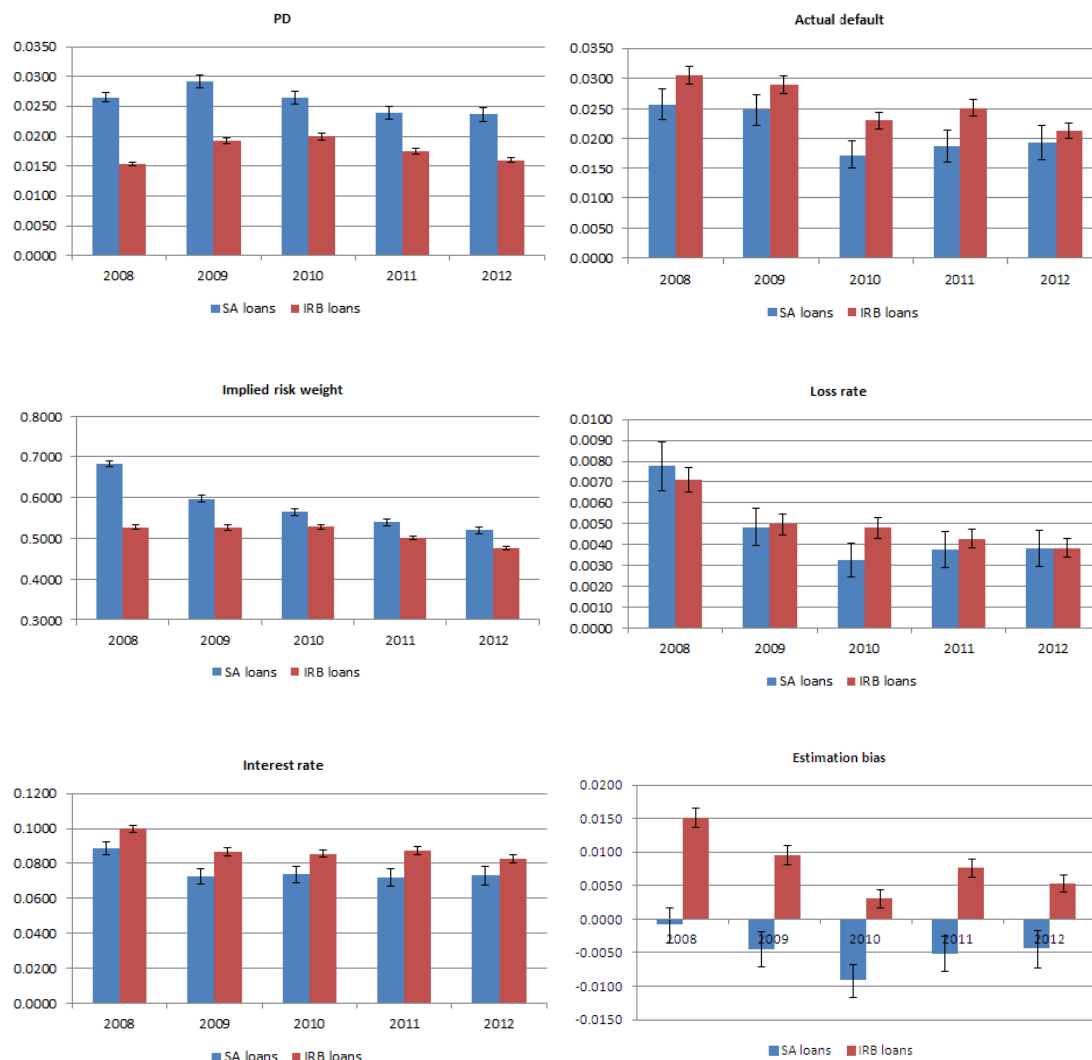 PD
0.0350
0.0300
0.0250
0.0200
0.0150
0.0100
0.0050
0.0000
2008 2009 2010 2011 2012
SA loans IRB loans
Actual default
0.0350
0.0300
0.0250
0.0200
0.0150
0.0100
0.0050
0.0000
2008 2009 2010 2011 2012
SA loans IRB loans
Implied risk weight
0.8000
0.7000
0.6000
0.5000
0.4000
0.3000
2008 2009 2010 2011 2012
SA loans IRB loans
Loss rate
0.0100
0.0090
0.0080
0.0070
0.0060
0.0050
0.0040
0.0030
0.0020
0.0010
0.0000
2008 2009 2010 2011 2012
SA loans IRB loans
Interest rate
0.1200
0.1000
0.0800
0.0600
0.0400
0.0200
0.0000
2008 2009 2010 2011 2012
SA loans IRB loans
Estimation bias
0.0200
0.0150
0.0100
0.0050
0.0000
-0.0050
-0.0100
-0.0150
2008 2009 2010 2011 2012
SA loans IRB loans